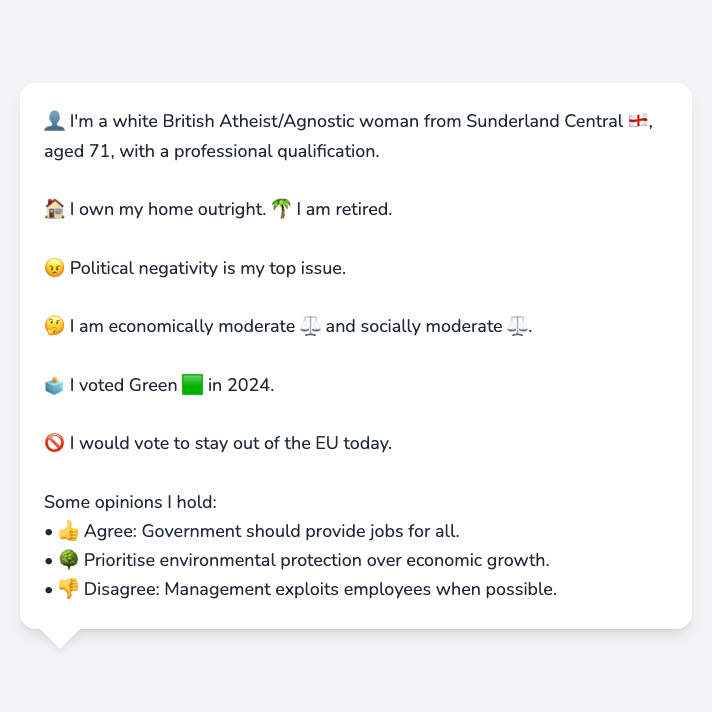 👤 I'm a white British Atheist/Agnostic woman from Sunderland Central 🏴󠁧󠁢󠁥󠁮󠁧󠁿,
aged 71, with a professional qualification.
🏠 I own my home outright. 🌴 I am retired.
😠 Political negativity is my top issue.
🤔 I am economically moderate ⚖️ and socially moderate ⚖️.
🗳️ I voted Green 🟩 in 2024.
🚫 I would vote to stay out of the EU today.
Some opinions I hold:
• 👍 Agree: Government should provide jobs for all.
• 🌳 Prioritise environmental protection over economic growth.
• 👎 Disagree: Management exploits employees when possible.